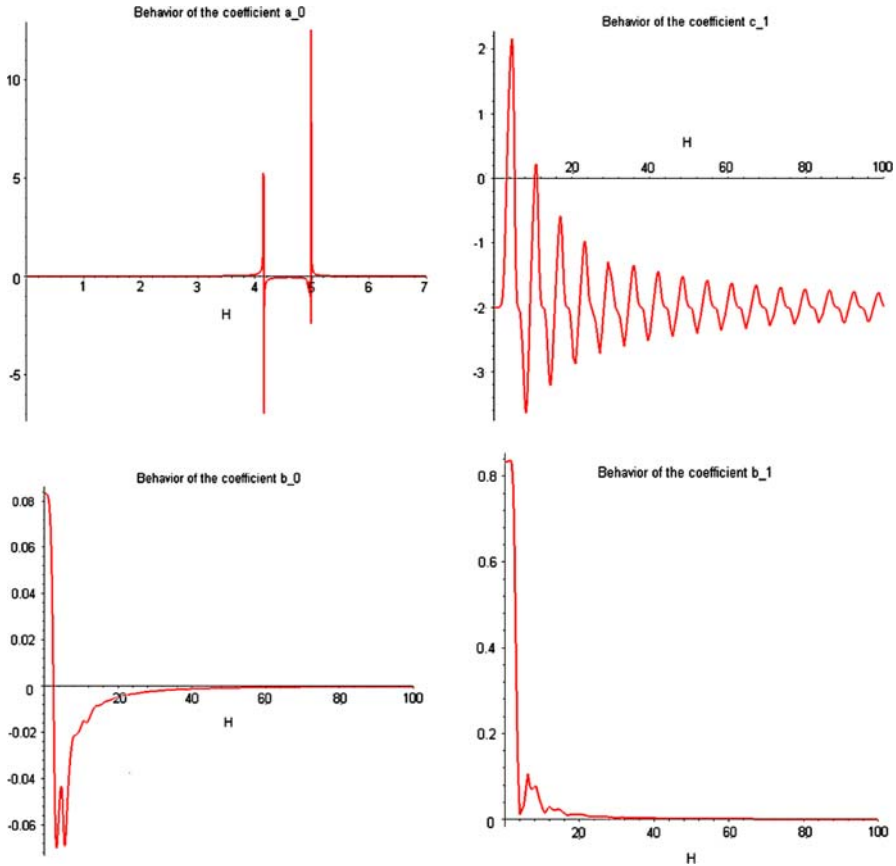 Behavior of the coefficient a_0
10
5
0
1 2 3 4 5 6 7
H
-5
Behavior of the coefficient c_1
2
1
H
0
20 40 60 80 100
-1
-2
-3
Behavior of the coefficient b_0
0.08
0.06
0.04
0.02
0
20 40 60 80 100
H
-0.02
-0.04
-0.06
Behavior of the coefficient b_1
0.8
0.6
0.4
0.2
0
20 40 60 80 100
H